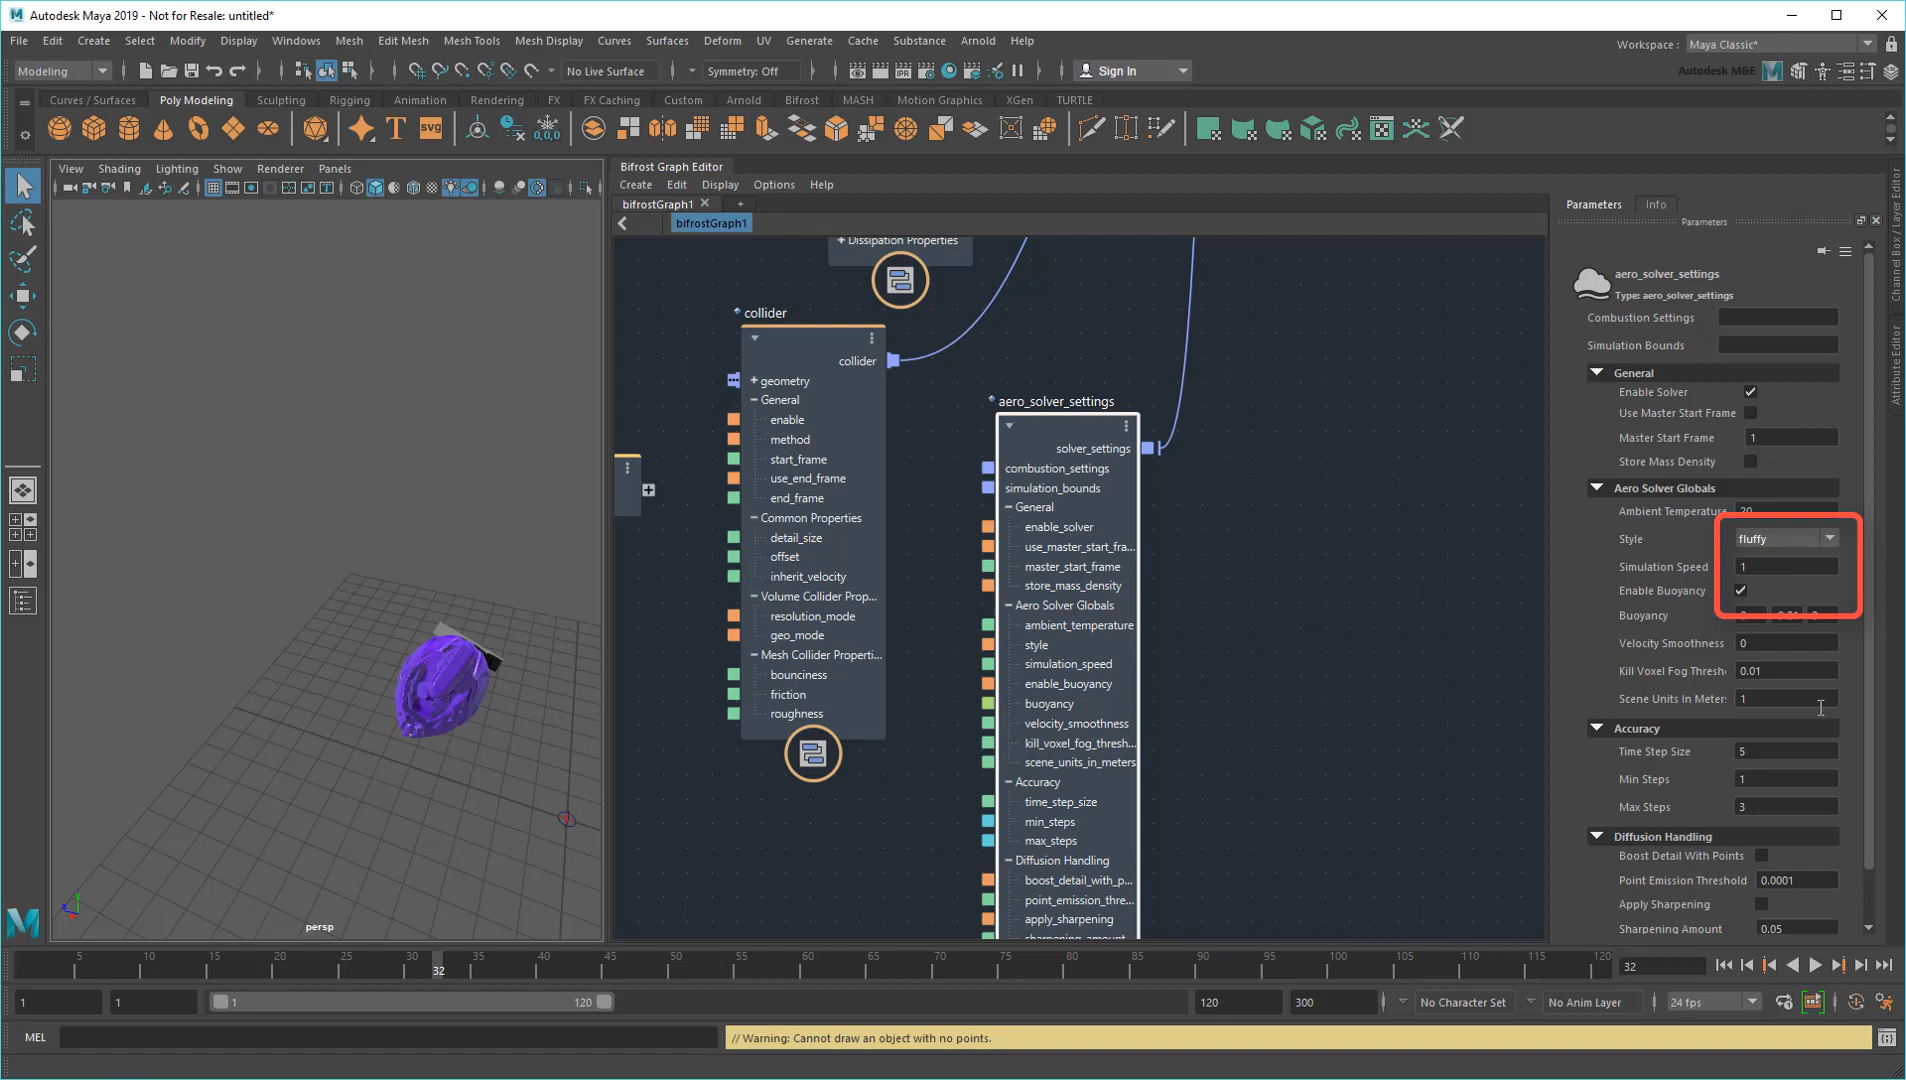 Autodesk Maya 2019 - Not for Resale: untitled*
File Edit Create Select Modify Display Windows Mesh Edit Mesh Mesh Tools Mesh Display Curves Surfaces Deform UV Generate Cache Substance Arnold Help
Workspace : Maya Classic*
Modeling
No Live Surface
Symmetry: Off
Sign In
Autodesk M&E
Curves / Surfaces Poly Modeling Sculpting Rigging Animation Rendering FX FX Caching Custom Arnold Bifrost MASH Motion Graphics XGen TURTLE
svg
0,0,0
View Shading Lighting Show Renderer Panels
persp
Bifrost Graph Editor
Create Edit Display Options Help
bifrostGraph1
bifrostGraph1
+ Dissipation Properties
collider
collider
+ geometry
General
enable
method
start_frame
use_end_frame
end_frame
Common Properties
detail_size
offset
inherit_velocity
Volume Collider Prop...
resolution_mode
geo_mode
Mesh Collider Properti...
bounciness
friction
roughness
aero_solver_settings
solver_settings
combustion_settings
simulation_bounds
General
enable_solver
use_master_start_fra...
master_start_frame
store_mass_density
Aero Solver Globals
ambient_temperature
style
simulation_speed
enable_buoyancy
buoyancy
velocity_smoothness
kill_voxel_fog_thresh...
scene_units_in_meters
Accuracy
time_step_size
min_steps
max_steps
Diffusion Handling
boost_detail_with_p...
point_emission_thre...
apply_sharpening
sharpening_amount
Parameters Info
Parameters
aero_solver_settings
Type: aero_solver_settings
Combustion Settings
Simulation Bounds
General
Enable Solver
Use Master Start Frame
Master Start Frame 1
Store Mass Density
Aero Solver Globals
Ambient Temperature 20
Style fluffy
Simulation Speed 1
Enable Buoyancy
Buoyancy
Velocity Smoothness 0
Kill Voxel Fog Thresh 0.01
Scene Units In Meter: 1
Accuracy
Time Step Size 5
Min Steps 1
Max Steps 3
Diffusion Handling
Boost Detail With Points
Point Emission Threshold 0.0001
Apply Sharpening
Sharpening Amount 0.05
Channel Box / Layer Editor
Attribute Editor
5 10 15 20 25 30 35 40 45 50 55 60 65 70 75 80 85 90 95 100 105 110 115 120
32
32
1 1 1 120 120 300
No Character Set
No Anim Layer
24 fps
MEL
// Warning: Cannot draw an object with no points.